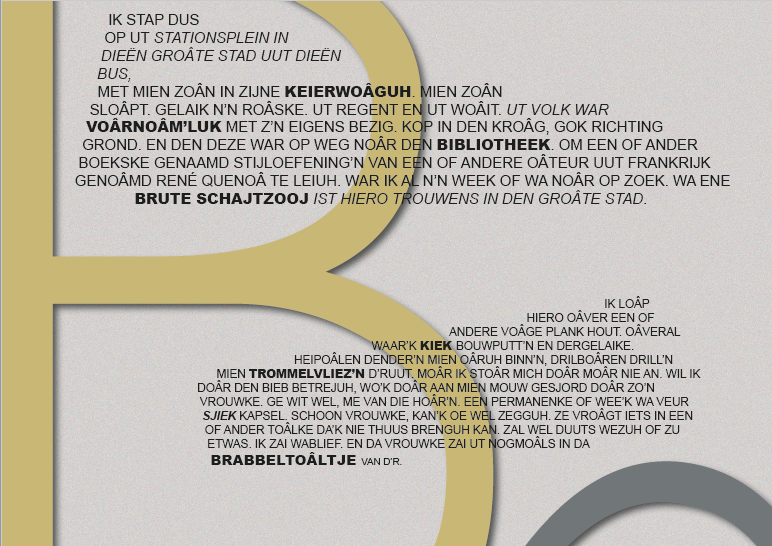 IK STAP DUS
OP UT STATIONSPLEIN IN
DIEËN GROÂTE STAD UUT DIEËN
BUS,
MET MIEN ZOÂN IN ZIJNE KEIERWOÂGUH. MIEN ZOÂN
SLOÂPT. GELAIK N'N ROÂSKE. UT REGENT EN UT WOÂIT. UT VOLK WAR
VOÂRNOÂM'LUK MET Z'N EIGENS BEZIG. KOP IN DEN KROÂG, GOK RICHTING
GROND. EN DEN DEZE WAR OP WEG NOÂR DEN BIBLIOTHEEK. OM EEN OF ANDER
BOEKSKE GENAAMD STIJLOEFENING'N VAN EEN OF ANDERE OÂTEUR UUT FRANKRIJK
GENOÂMD RENÉ QUENOÂ TE LEIUH. WAR IK AL N'N WEEK OF WA NOÂR OP ZOEK. WA ENE
BRUTE SCHAJTZOOJ IST HIERO TROUWENS IN DEN GROÂTE STAD.
IK LOÂP
HIERO OÂVER EEN OF
ANDERE VOÂGE PLANK HOUT. OÂVERAL
WAAR'K KIEK BOUWPUTT'N EN DERGELAIKE.
HEIPOÂLEN DENDER'N MIEN OÂRUH BINN'N, DRILBOÂREN DRILL'N
MIEN TROMMELVLIEZ'N D'RUUT. MOÂR IK STOÂR MICH DOÂR MOÂR NIE AN. WIL IK
DOÂR DEN BIEB BETREJUH, WO'K DOÂR AAN MIEN MOUW GESJORD DOÂR ZO'N
VROUWKE. GE WIT WEL, ME VAN DIE HOÂR'N. EEN PERMANENKE OF WEE'K WA VEUR
SJIEK KAPSEL. SCHOON VROUWKE, KAN'K OE WEL ZEGGUH. ZE VROÂGT IETS IN EEN
OF ANDER TOÂLKE DA'K NIE THUUS BRENGUH KAN. ZAL WEL DUUTS WEZUH OF ZU
ETWAS. IK ZAI WABLIEF. EN DA VROUWKE ZAI UT NOGMOÂLS IN DA
BRABBELTOÂLTJE VAN D'R.